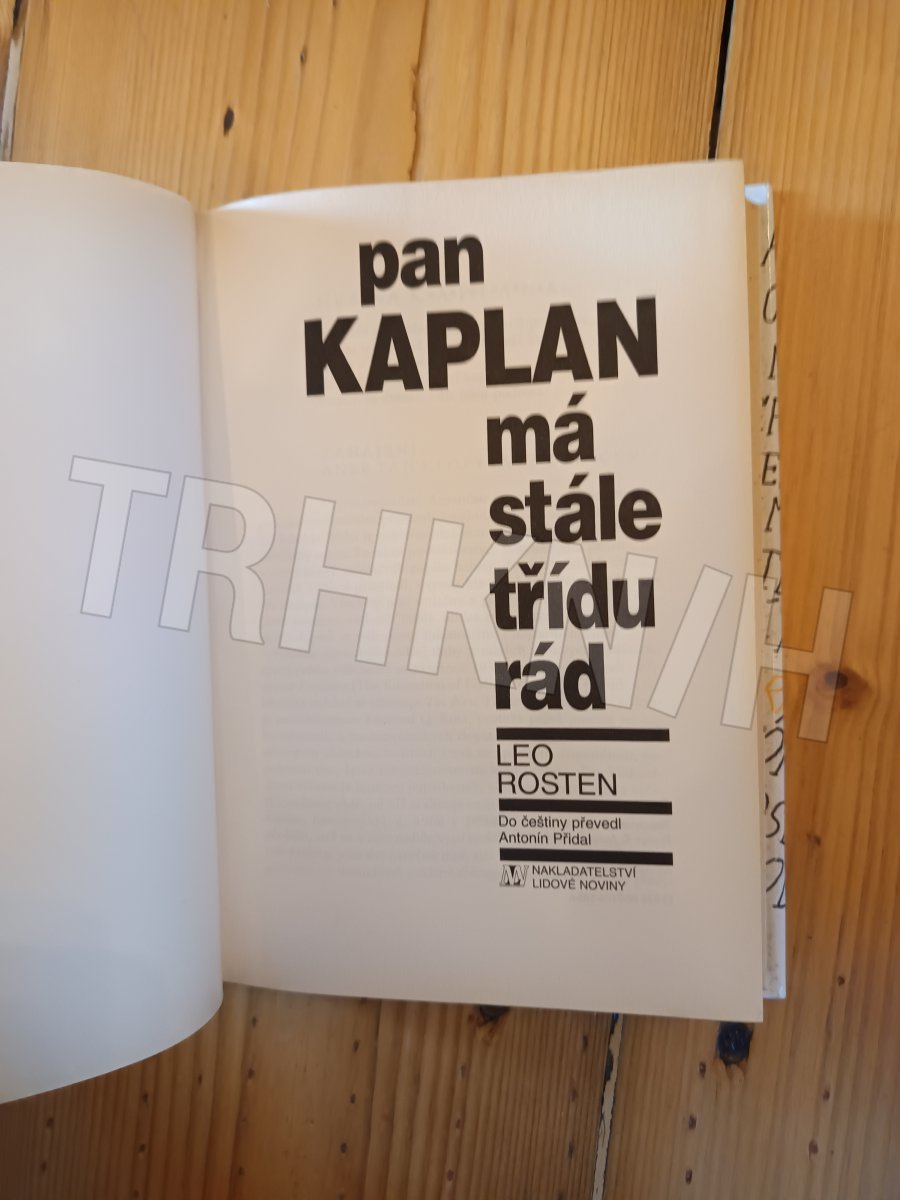 pan
KAPLAN
má
stále
třídu
rád
LEO
ROSTEN
Do češtiny převedl
Antonín Přidal
NAKLADATELSTVÍ
LIDOVÉ NOVINY
TRHKNIH